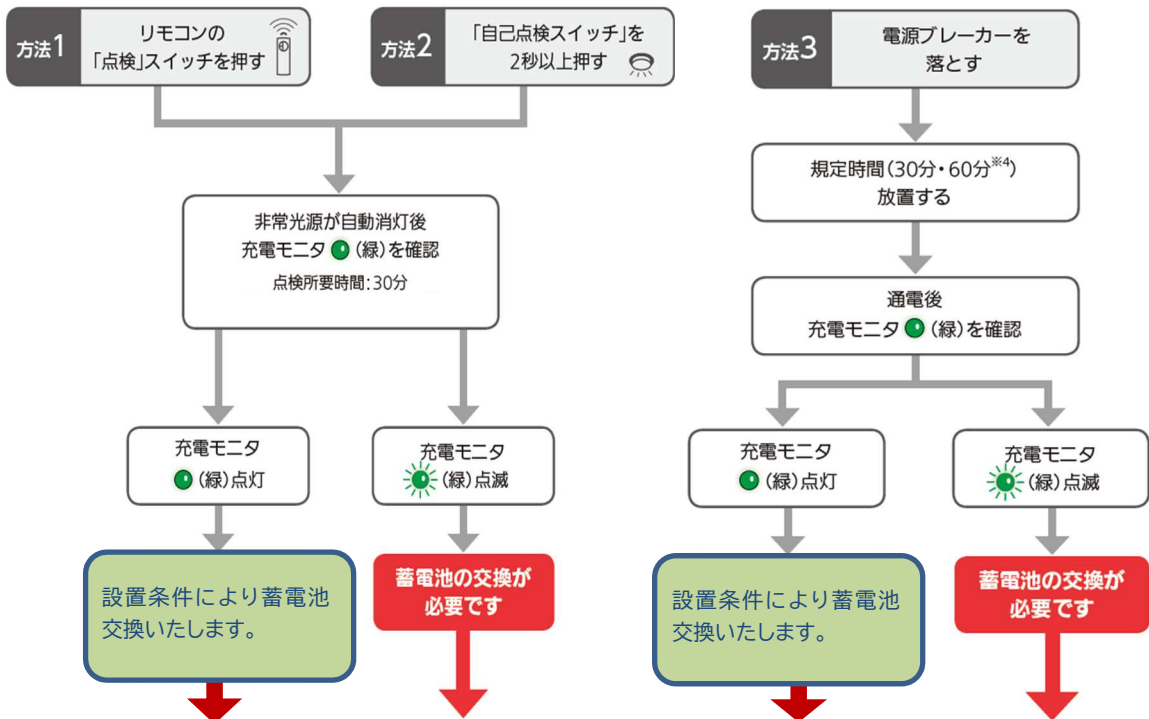 方法1
リモコンの
「点検」スイッチを押す
方法2
「自己点検スイッチ」を
2秒以上押す
非常光源が自動消灯後
充電モニタ (緑)を確認
点検所要時間:30分
充電モニタ
(緑)点灯
充電モニタ
(緑)点滅
設置条件により蓄電池
交換いたします。
蓄電池の交換が
必要です
方法3
電源ブレーカーを
落とす
規定時間(30分・60分※4)
放置する
通電後
充電モニタ (緑)を確認
充電モニタ
(緑)点灯
充電モニタ
(緑)点滅
設置条件により蓄電池
交換いたします。
蓄電池の交換が
必要です